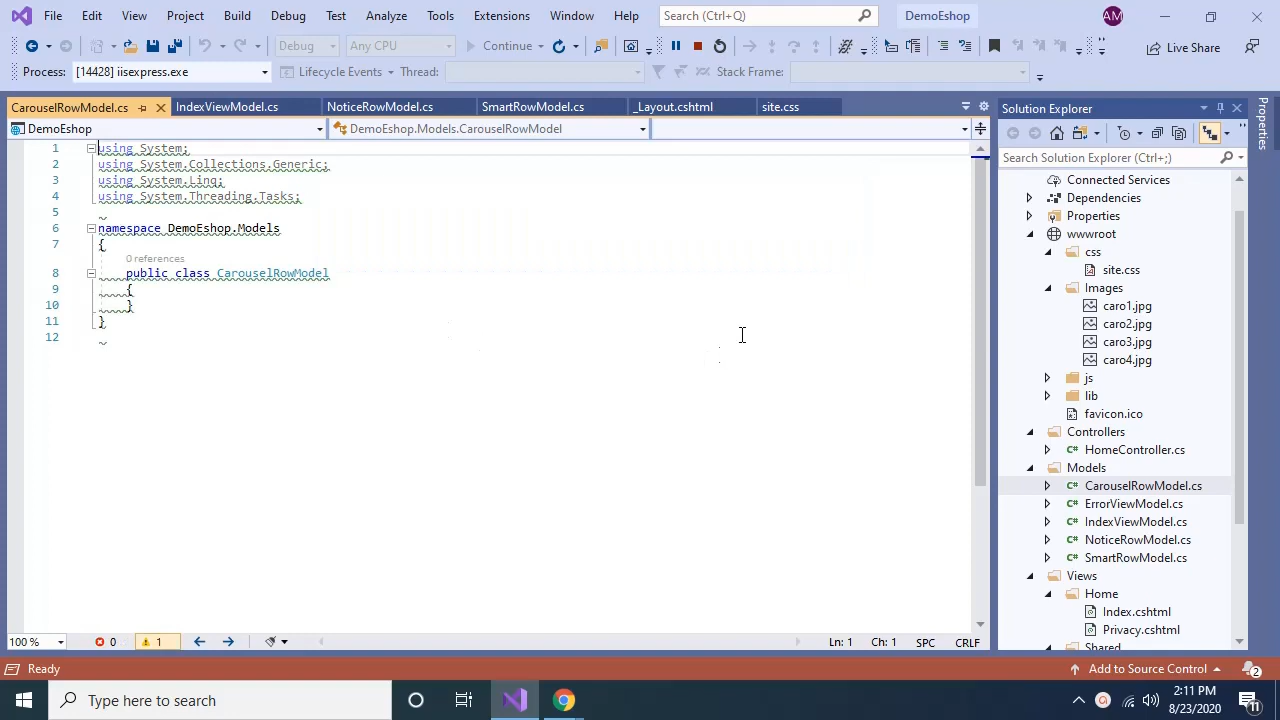 File Edit View Project Build Debug Test Analyze Tools Extensions Window Help Search (Ctrl+Q) DemoEshop AM
Debug Any CPU Continue Live Share
Process: [14428] iisexpress.exe Lifecycle Events Thread: Stack Frame:
CarouselRowModel.cs IndexViewModel.cs NoticeRowModel.cs SmartRowModel.cs _Layout.cshtml site.css
DemoEshop DemoEshop.Models.CarouselRowModel
1 using System;
2 using System.Collections.Generic;
3 using System.Linq;
4 using System.Threading.Tasks;
5
6 namespace DemoEshop.Models
7 {
0 references
8 public class CarouselRowModel
9 {
10 }
11 }
12
100 % 0 1 Ln: 1 Ch: 1 SPC CRLF
Solution Explorer
Search Solution Explorer (Ctrl+;)
Connected Services
Dependencies
Properties
wwwroot
css
site.css
Images
caro1.jpg
caro2.jpg
caro3.jpg
caro4.jpg
js
lib
favicon.ico
Controllers
HomeController.cs
Models
CarouselRowModel.cs
ErrorViewModel.cs
IndexViewModel.cs
NoticeRowModel.cs
SmartRowModel.cs
Views
Home
Index.cshtml
Privacy.cshtml
Shared
Properties
Ready Add to Source Control 2
Type here to search 2:11 PM
8/23/2020 11